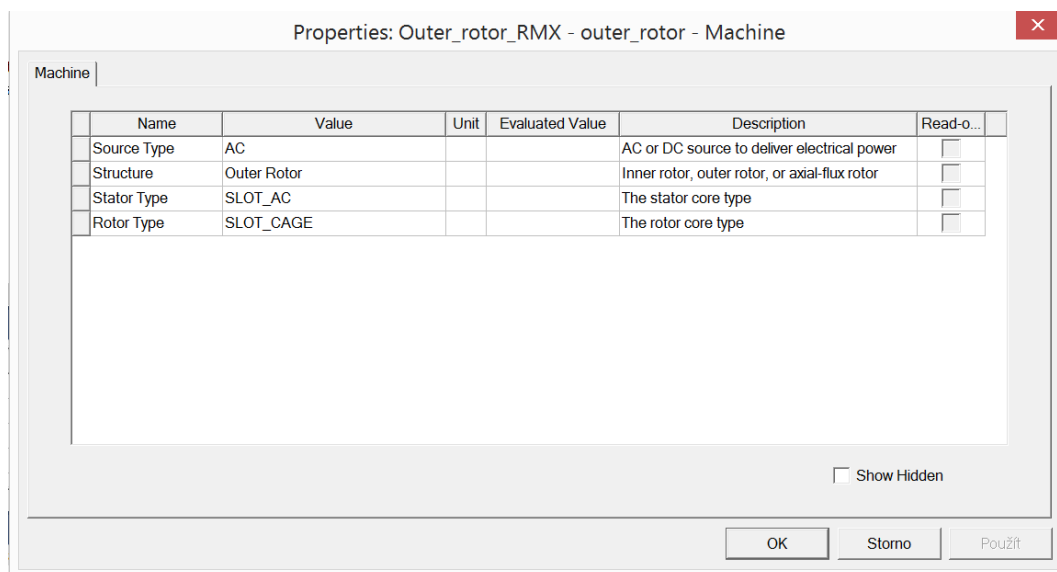 Properties: Outer_rotor_RMX - outer_rotor - Machine
Machine
Name Value Unit Evaluated Value Description Read-o...
Source Type AC AC or DC source to deliver electrical power
Structure Outer Rotor Inner rotor, outer rotor, or axial-flux rotor
Stator Type SLOT_AC The stator core type
Rotor Type SLOT_CAGE The rotor core type
Show Hidden
OK Storno Použít